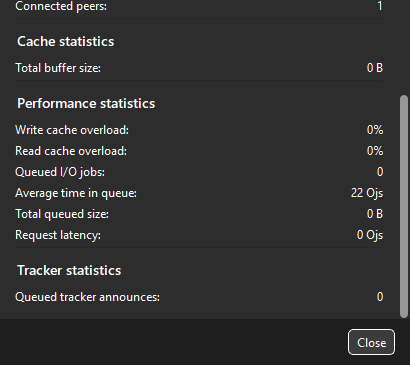 Connected peers: 1
Cache statistics
Total buffer size: 0 B
Performance statistics
Write cache overload: 0%
Read cache overload: 0%
Queued I/O jobs: 0
Average time in queue: 22 Ojs
Total queued size: 0 B
Request latency: 0 Ojs
Tracker statistics
Queued tracker announces: 0
Close